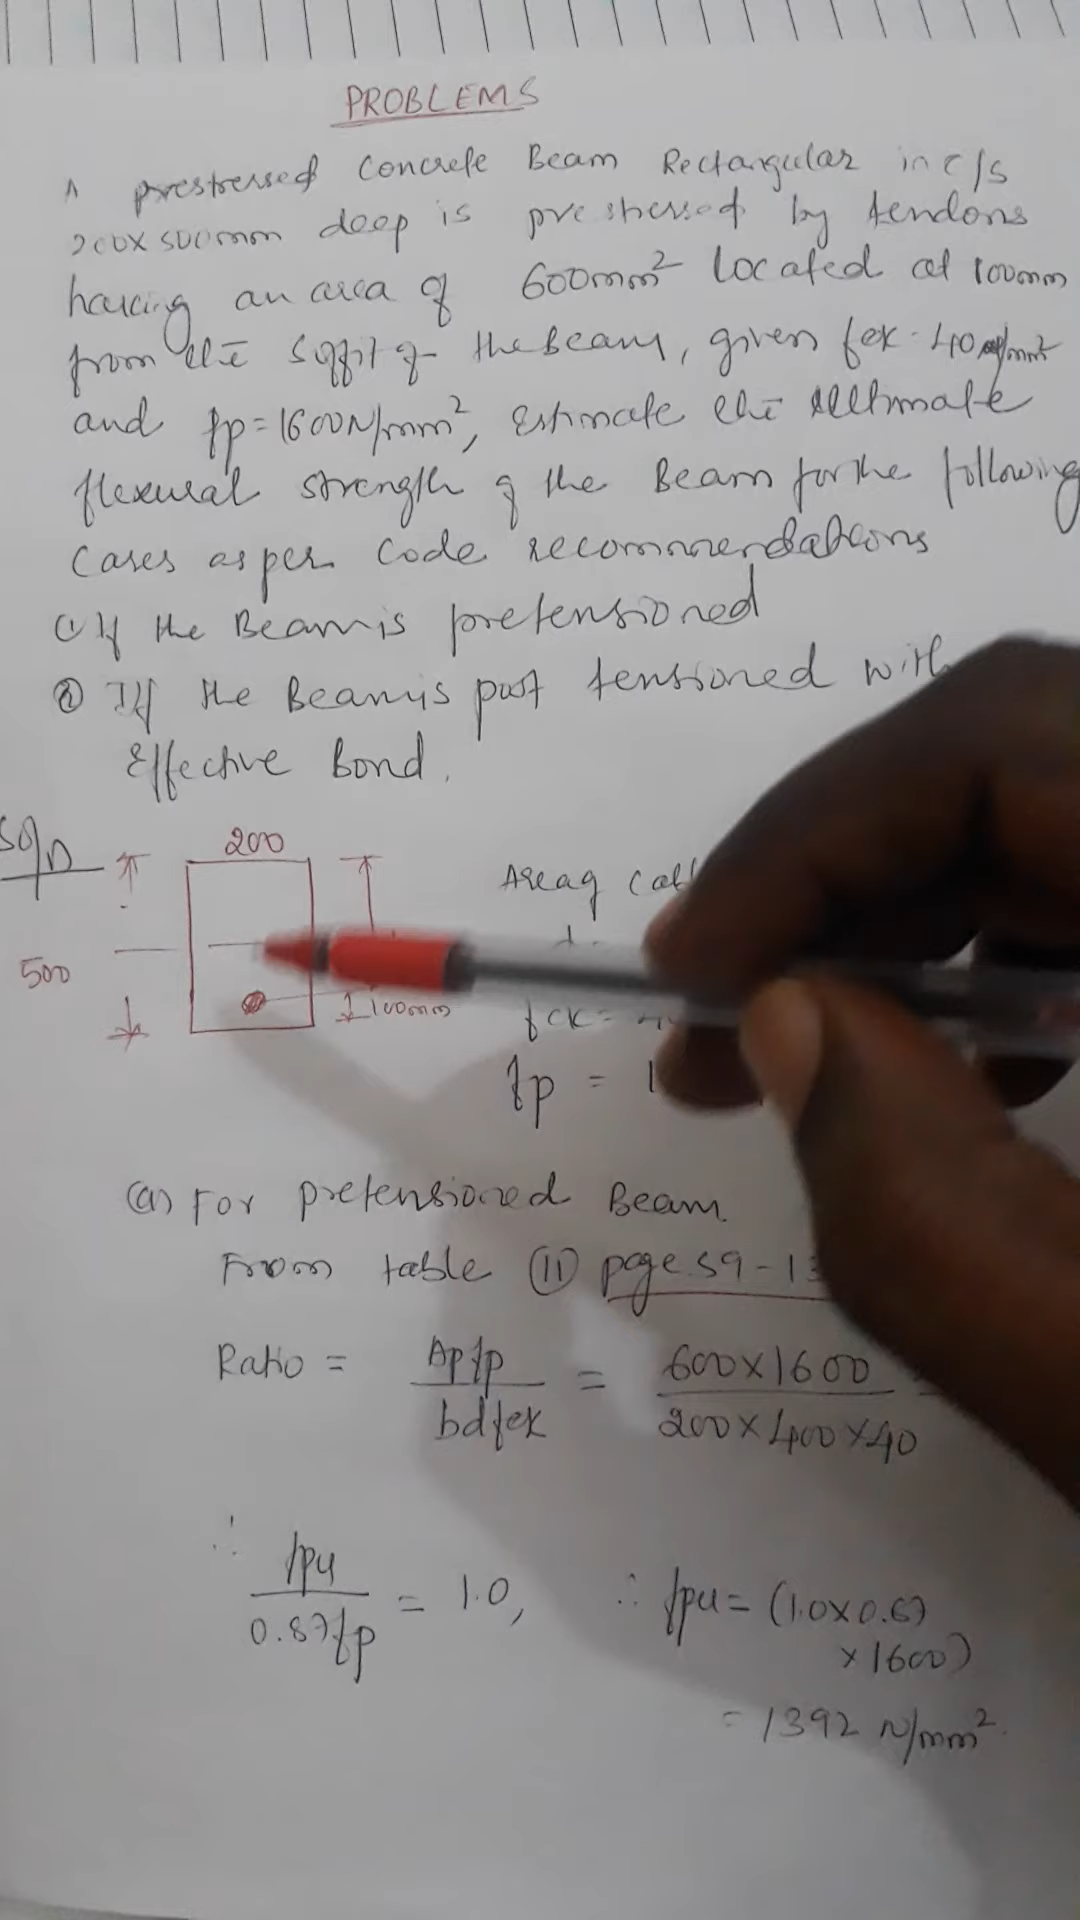 PROBLEMS
A prestressed Concrete Beam Rectangular in c/s
200x500mm deep is prestressed by tendons
having an area of 600mm² Located at 100mm
from the soffit of the Beam, given fck = 40 N/mm²
and fp=1600N/mm², Estimate the ultimate
flexural strength of the Beam for the following
Cases as per Code recommendations
① If the Beam is pretensioned
② If the Beam is post tensioned with
Effective Bond.
Soln
200
500
100mm
Area of
fck =
fp = 1
(a) For pretensioned Beam
From table (11) page 59-
Ratio = Apfp / bdfck = 600x1600 / 200x400x40
∴ fpu / 0.87fp = 1.0, ∴ fpu = (1.0x0.87
x1600)
= 1392 N/mm².